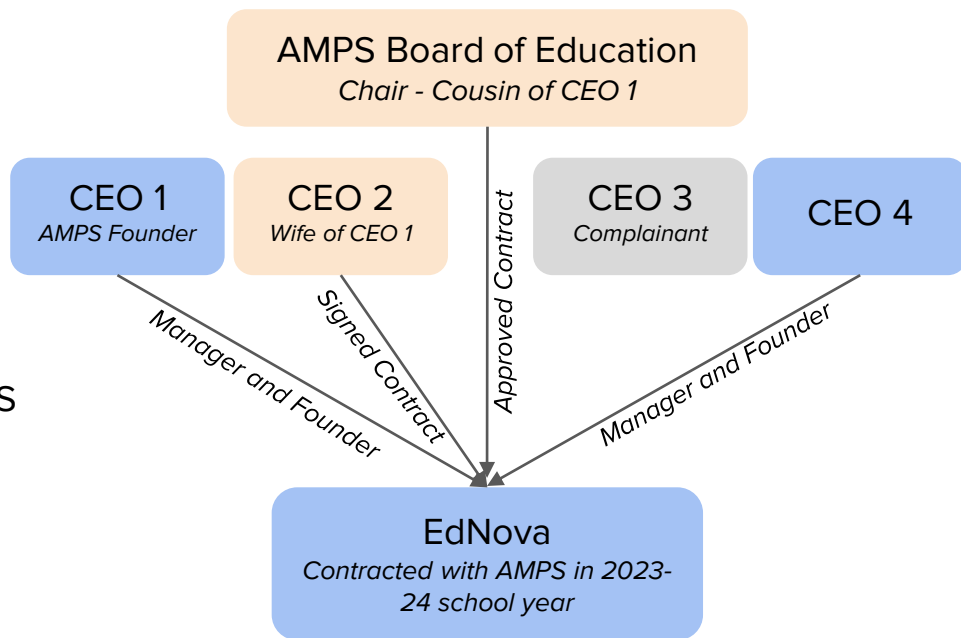 AMPS Board of Education
Chair - Cousin of CEO 1
CEO 1
AMPS Founder
CEO 2
Wife of CEO 1
CEO 3
Complainant
CEO 4
Manager and Founder
Signed Contract
Approved Contract
Manager and Founder
S
EdNova
Contracted with AMPS in 2023-
24 school year